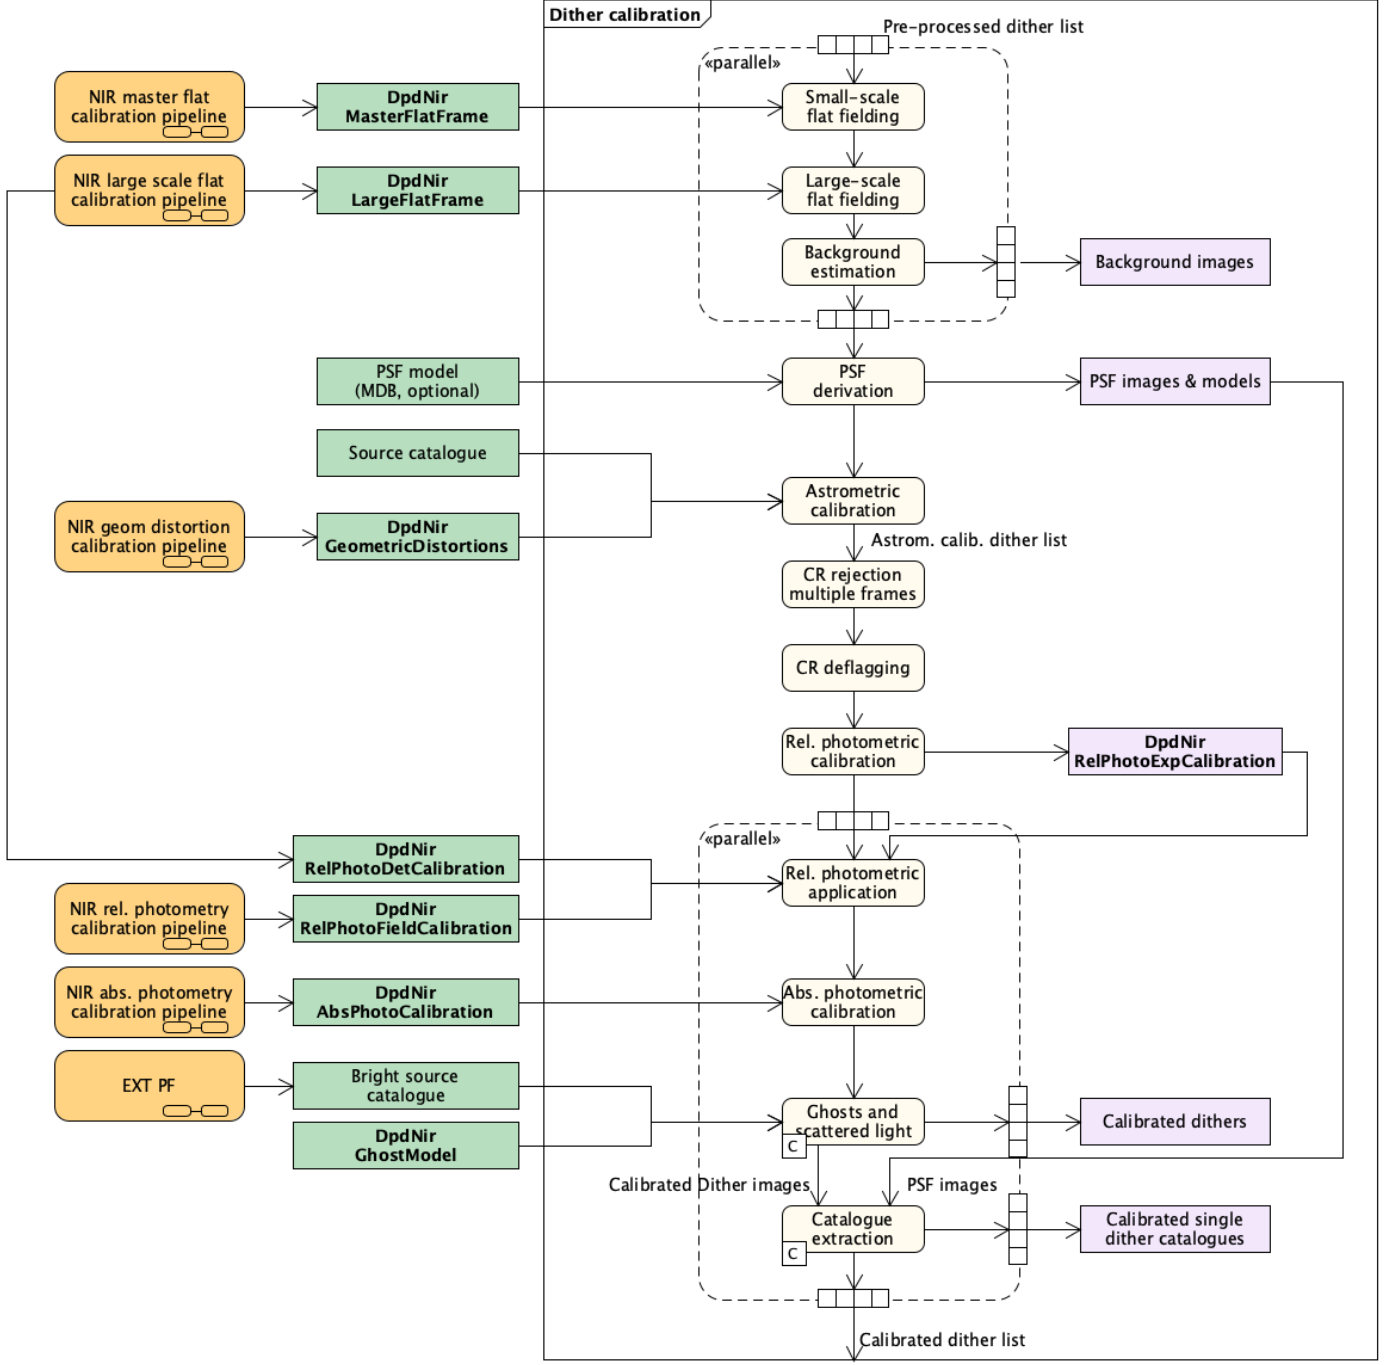 Dither calibration
Pre-processed dither list
«parallel»
NIR master flat
calibration pipeline
DpdNir
MasterFlatFrame
Small-scale
flat fielding
NIR large scale flat
calibration pipeline
DpdNir
LargeFlatFrame
Large-scale
flat fielding
Background
estimation
Background images
PSF model
(MDB, optional)
PSF
derivation
PSF images & models
Source catalogue
Astrometric
calibration
NIR geom distortion
calibration pipeline
DpdNir
GeometricDistortions
Astrom. calib. dither list
CR rejection
multiple frames
CR deflagging
Rel. photometric
calibration
DpdNir
RelPhotoExpCalibration
«parallel»
DpdNir
RelPhotoDetCalibration
Rel. photometric
application
NIR rel. photometry
calibration pipeline
DpdNir
RelPhotoFieldCalibration
NIR abs. photometry
calibration pipeline
DpdNir
AbsPhotoCalibration
Abs. photometric
calibration
EXT PF
Bright source
catalogue
Ghosts and
scattered light
C
Calibrated dithers
DpdNir
GhostModel
Calibrated Dither images
PSF images
Catalogue
extraction
C
Calibrated single
dither catalogues
Calibrated dither list